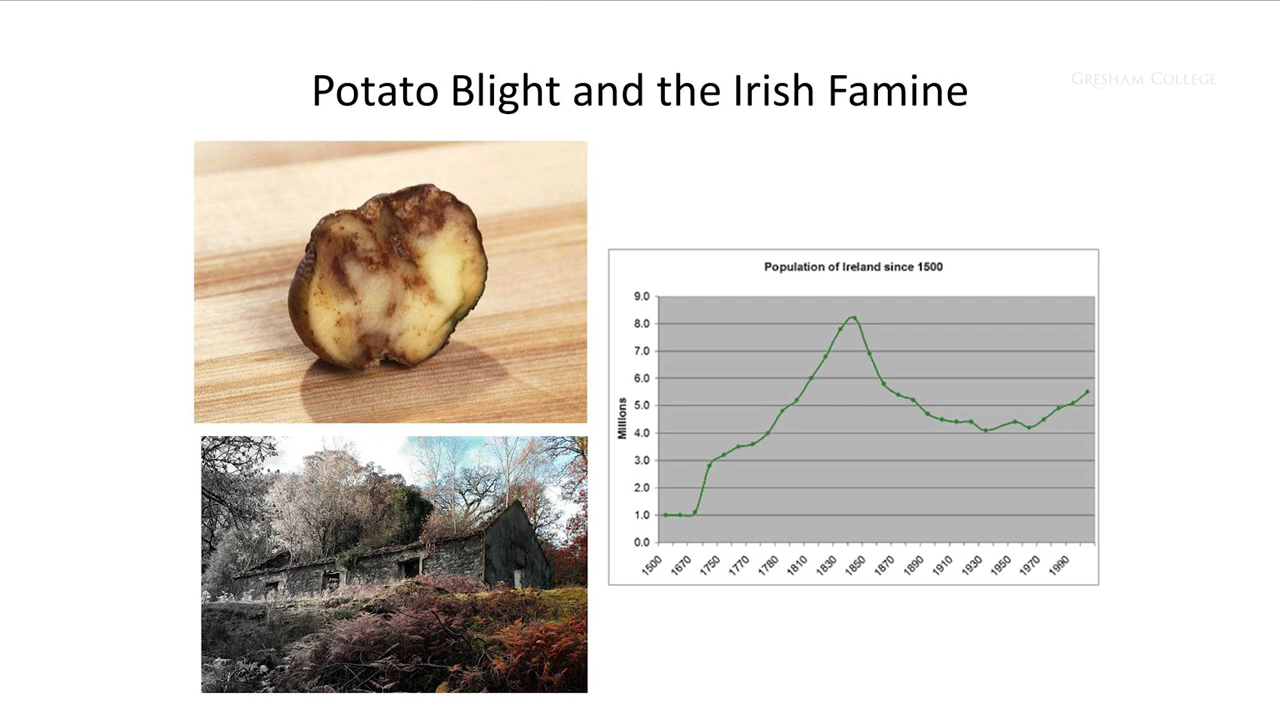 Potato Blight and the Irish Famine
GRESHAM COLLEGE
Population of Ireland since 1500
9.0
8.0
7.0
6.0
5.0
4.0
3.0
2.0
1.0
0.0
Millions
1500 1670 1750 1770 1780 1810 1830 1850 1870 1890 1910 1930 1950 1970 1990